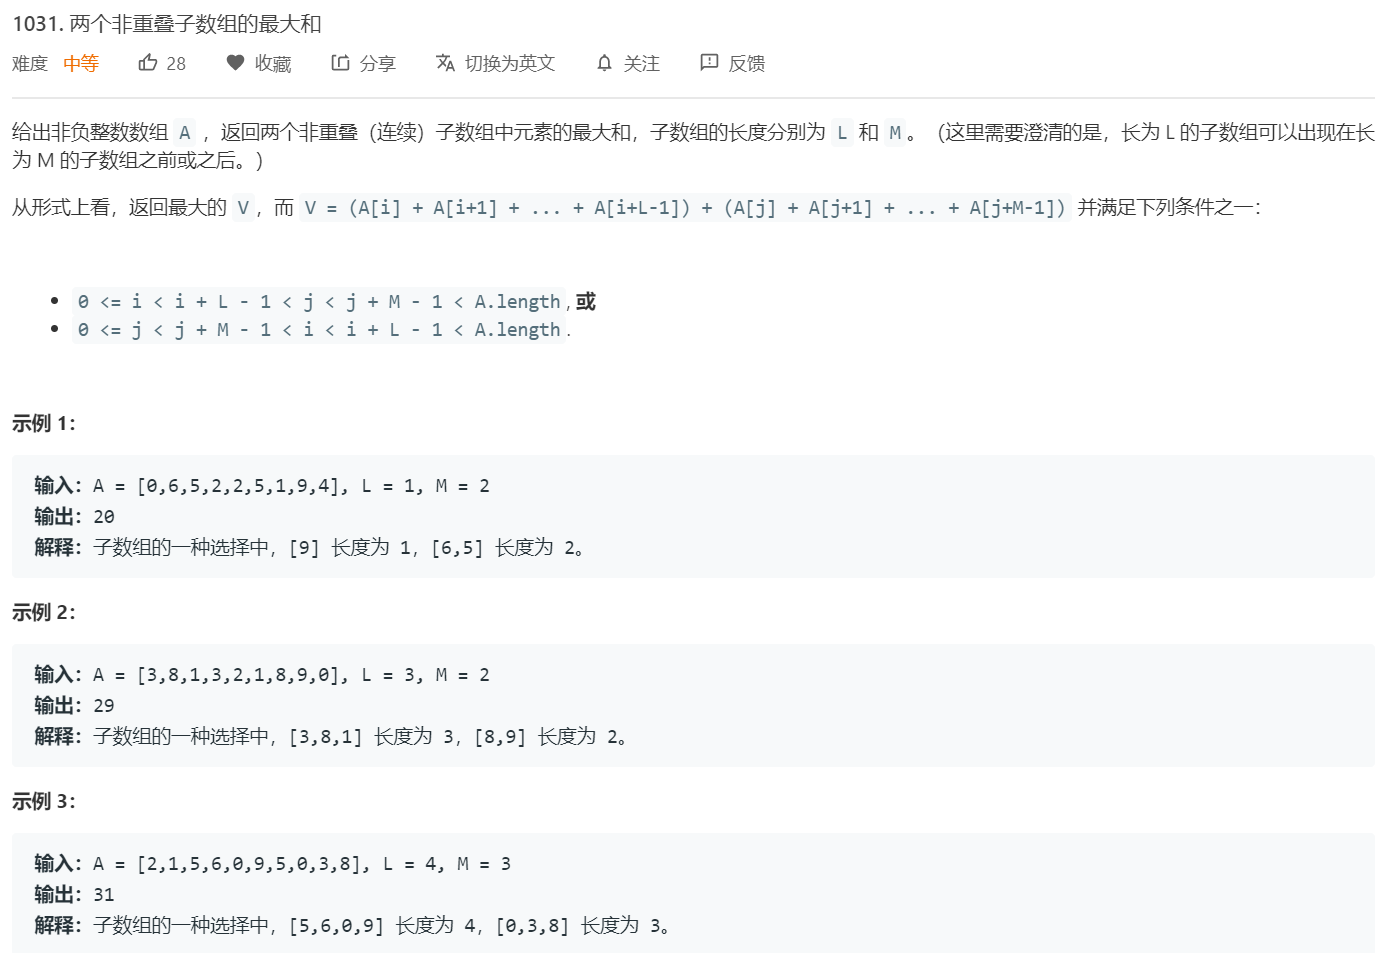 1031. 两个非重叠子数组的最大和
难度 中等 28 收藏 分享 切换为英文 关注 反馈
给出非负整数数组 A ，返回两个非重叠（连续）子数组中元素的最大和，子数组的长度分别为 L 和 M。（这里需要澄清的是，长为 L 的子数组可以出现在长
为 M 的子数组之前或之后。）
从形式上看，返回最大的 V，而 V = (A[i] + A[i+1] + ... + A[i+L-1]) + (A[j] + A[j+1] + ... + A[j+M-1]) 并满足下列条件之一：
• 0 <= i < i + L - 1 < j < j + M - 1 < A.length, 或
• 0 <= j < j + M - 1 < i < i + L - 1 < A.length.
示例 1：
输入：A = [0,6,5,2,2,5,1,9,4], L = 1, M = 2
输出：20
解释：子数组的一种选择中，[9] 长度为 1，[6,5] 长度为 2。
示例 2：
输入：A = [3,8,1,3,2,1,8,9,0], L = 3, M = 2
输出：29
解释：子数组的一种选择中，[3,8,1] 长度为 3，[8,9] 长度为 2。
示例 3：
输入：A = [2,1,5,6,0,9,5,0,3,8], L = 4, M = 3
输出：31
解释：子数组的一种选择中，[5,6,0,9] 长度为 4，[0,3,8] 长度为 3。